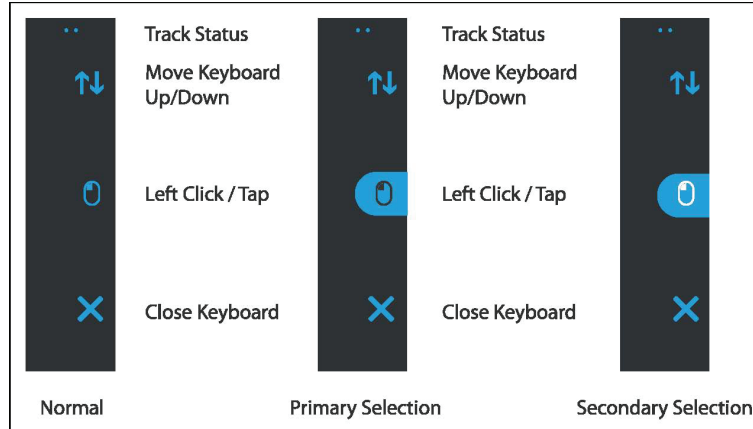 Track Status
Move Keyboard
Up/Down
Left Click / Tap
Close Keyboard
Normal
Track Status
Move Keyboard
Up/Down
Left Click / Tap
Close Keyboard
Primary Selection
Secondary Selection